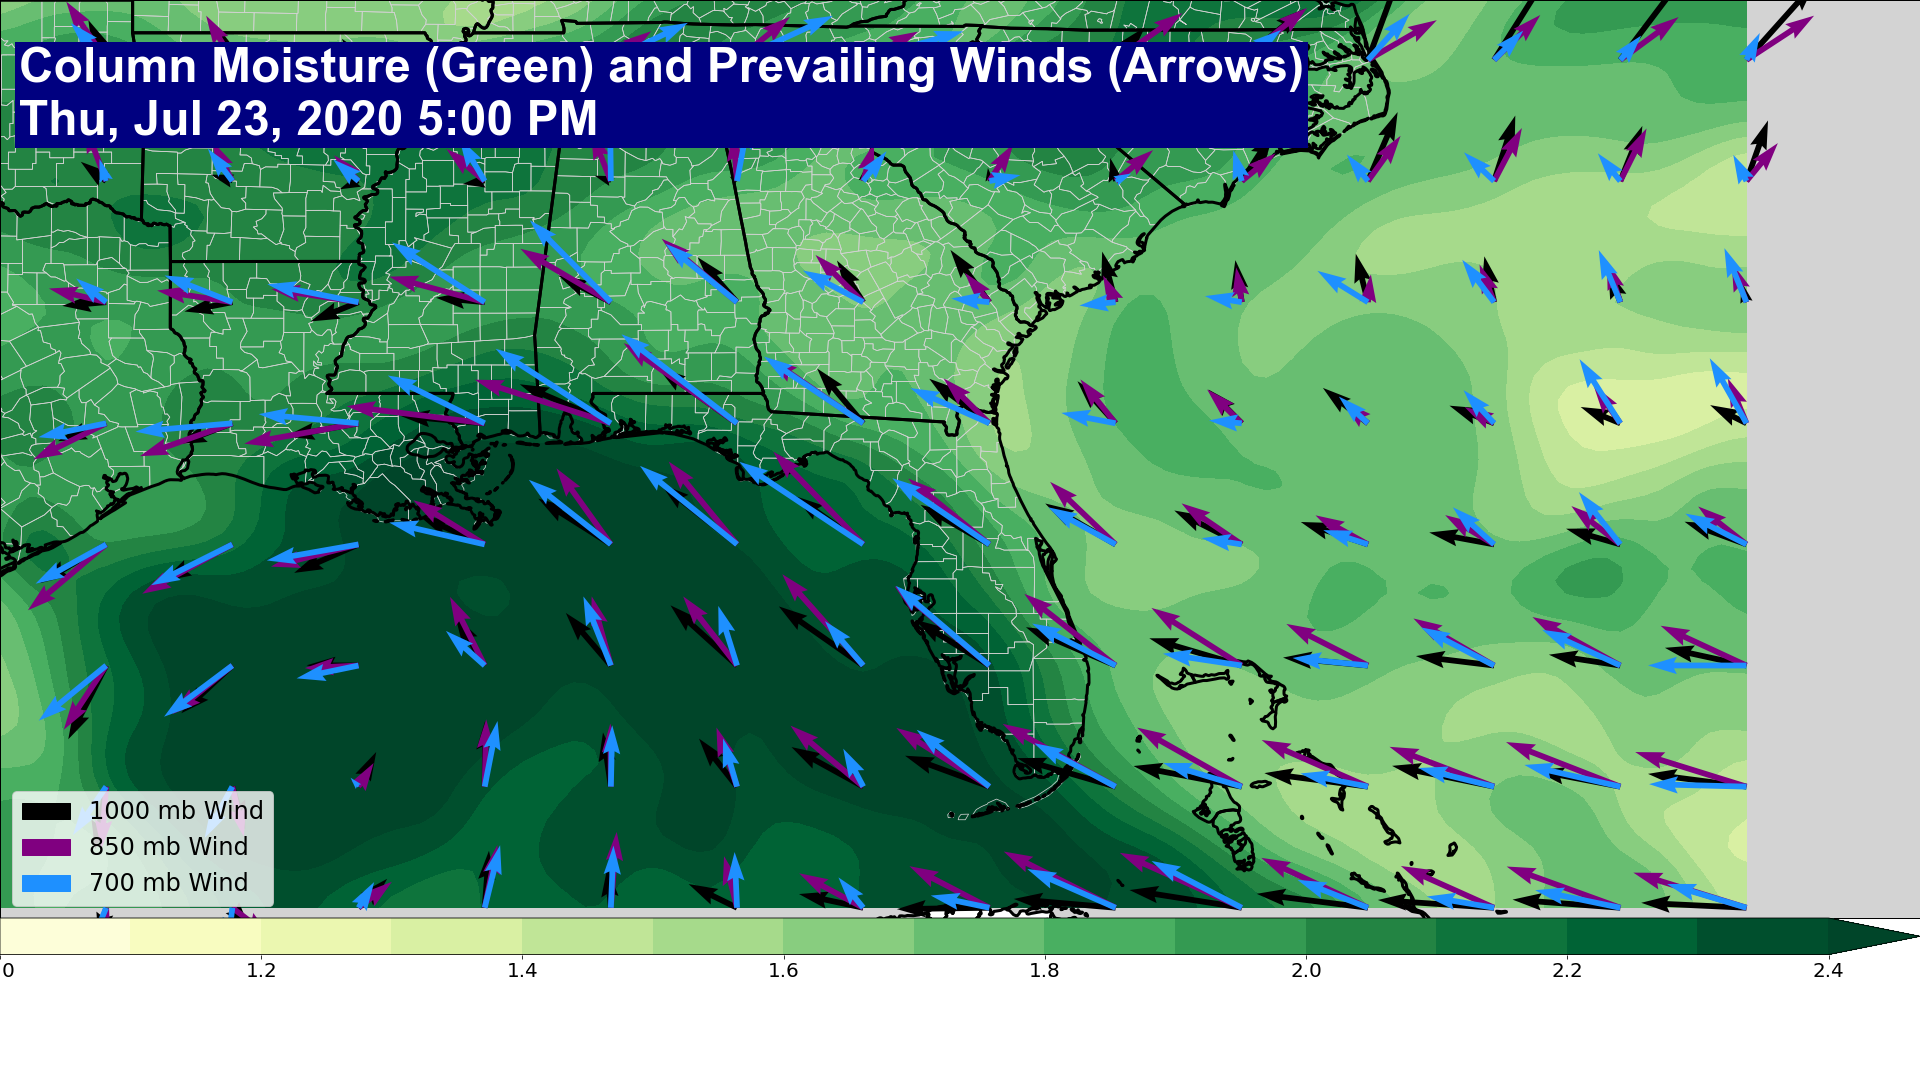 Column Moisture (Green) and Prevailing Winds (Arrows)
Thu, Jul 23, 2020 5:00 PM
1000 mb Wind
850 mb Wind
700 mb Wind
0 1.2 1.4 1.6 1.8 2.0 2.2 2.4